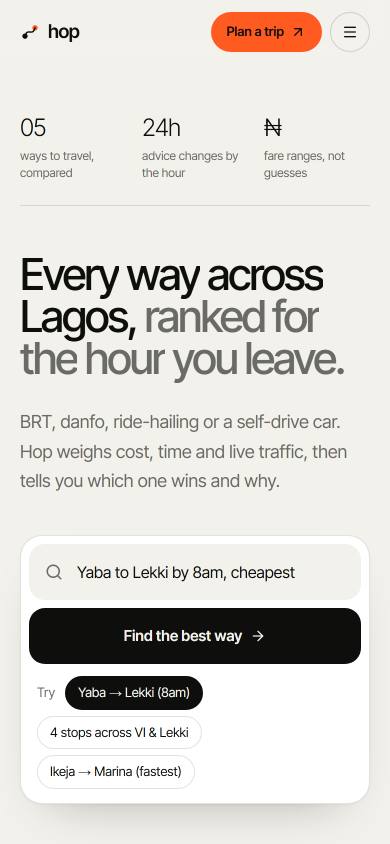 hop
Plan a trip
05
ways to travel,
compared
24h
advice changes by
the hour
₦
fare ranges, not
guesses
Every way across
Lagos, ranked for
the hour you leave.
BRT, danfo, ride-hailing or a self-drive car.
Hop weighs cost, time and live traffic, then
tells you which one wins and why.
Yaba to Lekki by 8am, cheapest
Find the best way →
Try
Yaba → Lekki (8am)
4 stops across VI & Lekki
Ikeja → Marina (fastest)